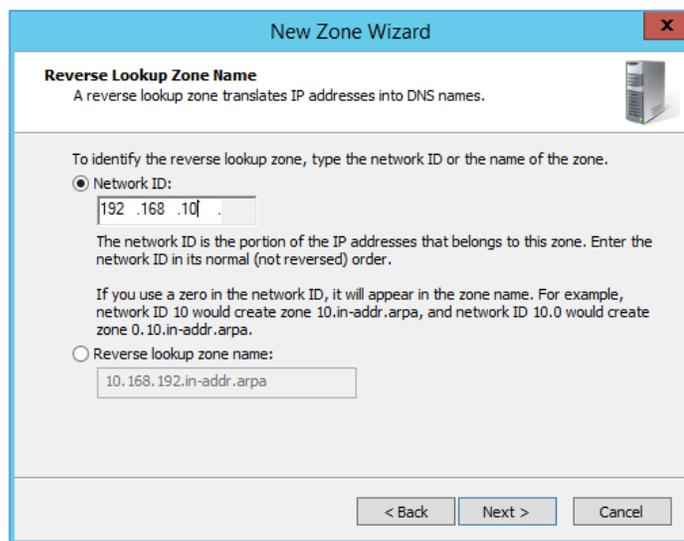 New Zone Wizard
x
Reverse Lookup Zone Name
A reverse lookup zone translates IP addresses into DNS names.
To identify the reverse lookup zone, type the network ID or the name of the zone.
Network ID:
192 .168 .10 .
The network ID is the portion of the IP addresses that belongs to this zone. Enter the
network ID in its normal (not reversed) order.
If you use a zero in the network ID, it will appear in the zone name. For example,
network ID 10 would create zone 10.in-addr.arpa, and network ID 10.0 would create
zone 0.10.in-addr.arpa.
Reverse lookup zone name:
10.168.192.in-addr.arpa
< Back Next > Cancel